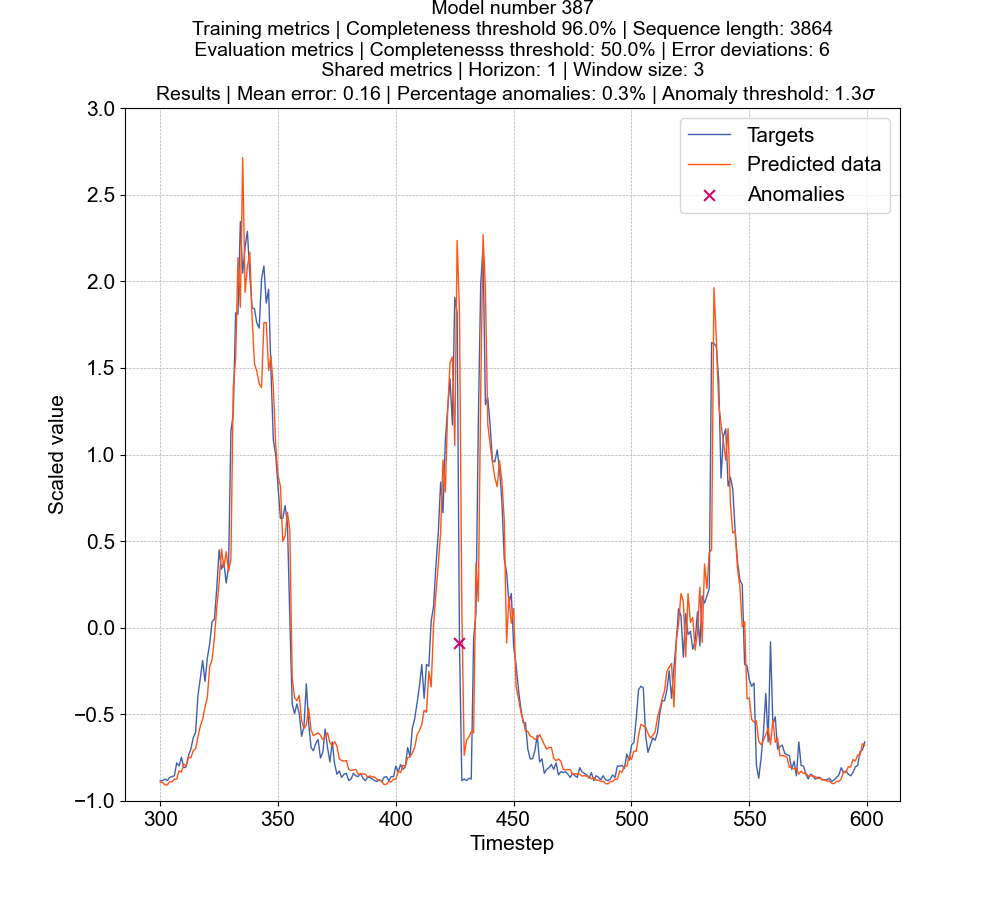 Model number 387
Training metrics | Completeness threshold 96.0% | Sequence length: 3864
Evaluation metrics | Completenesss threshold: 50.0% | Error deviations: 6
Shared metrics | Horizon: 1 | Window size: 3
Results | Mean error: 0.16 | Percentage anomalies: 0.3% | Anomaly threshold: 1.3σ
3.0
2.5
2.0
1.5
1.0
0.5
0.0
−0.5
−1.0
Scaled value
Targets
Predicted data
Anomalies
300
350
400
450
500
550
600
Timestep